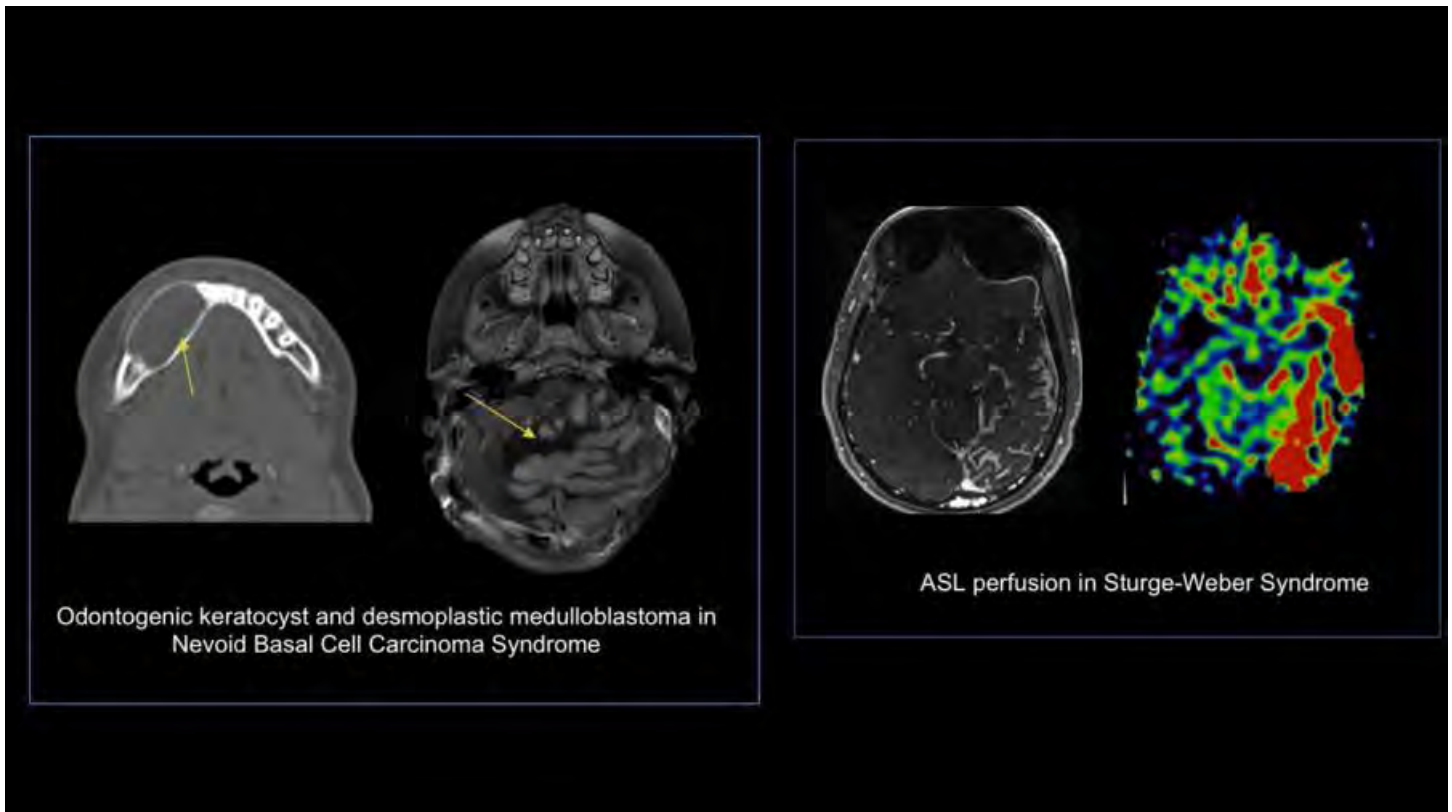 Odontogenic keratocyst and desmoplastic medulloblastoma in
Nevoid Basal Cell Carcinoma Syndrome
ASL perfusion in Sturge-Weber Syndrome